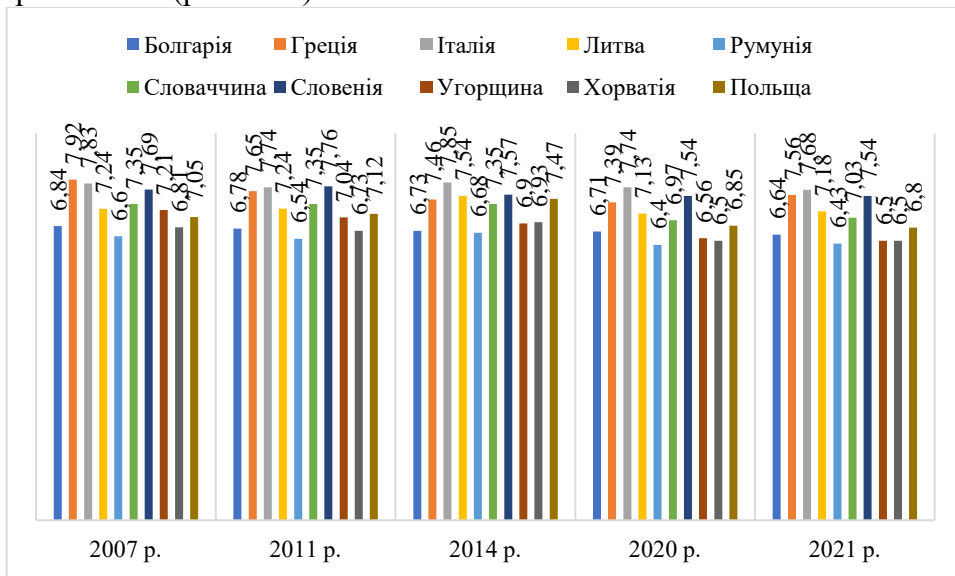 Болгарія Греція Італія Литва Румунія
Словаччина Словенія Угорщина Хорватія Польща
6,84 7,92 7,83 7,24 6,6 7,35 7,69 7,21 6,81 7,05
6,78 7,65 7,74 7,24 6,54 7,35 7,76 7,04 6,73 7,12
6,73 7,46 7,85 7,54 6,68 7,35 7,57 6,9 6,93 7,47
6,71 7,39 7,74 7,13 6,4 6,97 7,54 6,56 6,5 6,85
6,64 7,56 7,68 7,18 6,43 7,03 7,54 6,5 6,5 6,8
2007 р. 2011 р. 2014 р. 2020 р. 2021 р.